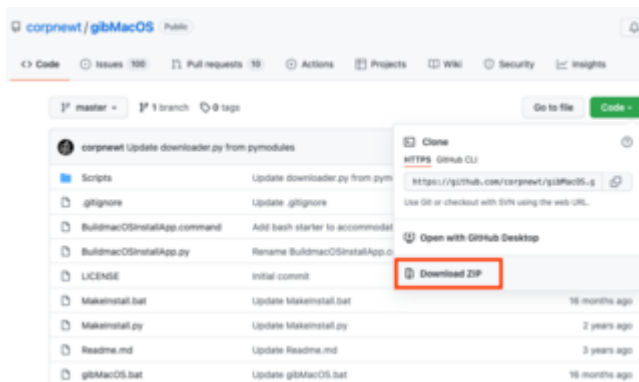 corpnewt / gibMacOS Public
Code Issues 100 Pull requests 10 Actions Projects Wiki Security Insights
master 1 branch 0 tags Go to file Code
corpnewt Update downloader.py from pymodules
Clone
HTTPS GitHub CLI
https://github.com/corpnewt/gibMacOS.g
Use Git or checkout with SVN using the web URL.
Open with GitHub Desktop
Download ZIP
Scripts Update downloader.py from pym
.gitignore Update .gitignore
BuildmacOSInstallApp.command Add bash starter to accommodat
BuildmacOSInstallApp.py Rename BuildmacOSInstallApp.c
LICENSE Initial commit
MakeInstall.bat Update MakeInstall.bat 16 months ago
MakeInstall.py Update MakeInstall.py 2 years ago
Readme.md Update Readme.md 3 years ago
gibMacOS.bat Update gibMacOS.bat 16 months ago